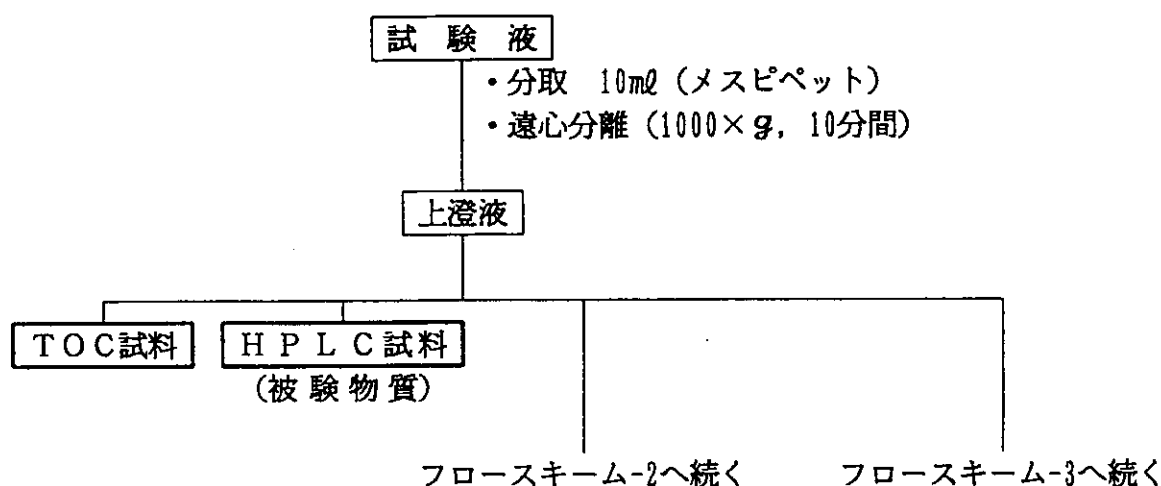 試 験 液
・分取 10mℓ (メスピペット)
・遠心分離 (1000×g, 10分間)
上澄液
TOC試料
HPLC試料
(被験物質)
フロースキーム-2へ続く
フロースキーム-3へ続く